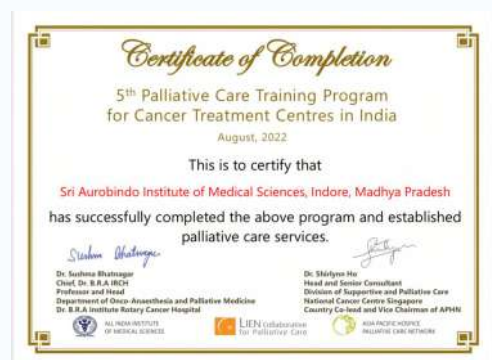 Certificate of Completion
5th Palliative Care Training Program
for Cancer Treatment Centres in India
August, 2022
This is to certify that
Sri Aurobindo Institute of Medical Sciences, Indore, Madhya Pradesh
has successfully completed the above program and established
palliative care services.
Sushma Bhatnagar
Dr. Sushma Bhatnagar
Chief, Dr. B.R.A IRCH
Professor and Head
Department of Onco-Anaesthesia and Palliative Medicine
Dr. B.R.A Institute Rotary Cancer Hospital
Dr. Shirlynn Ho
Head and Senior Consultant
Division of Supportive and Palliative Care
National Cancer Centre Singapore
Country Co-lead and Vice Chairman of APHN
ALL INDIA INSTITUTE
OF MEDICAL SCIENCES
LIEN Collaborative
for Palliative Care
ASIA PACIFIC HOSPICE
PALLIATIVE CARE NETWORK